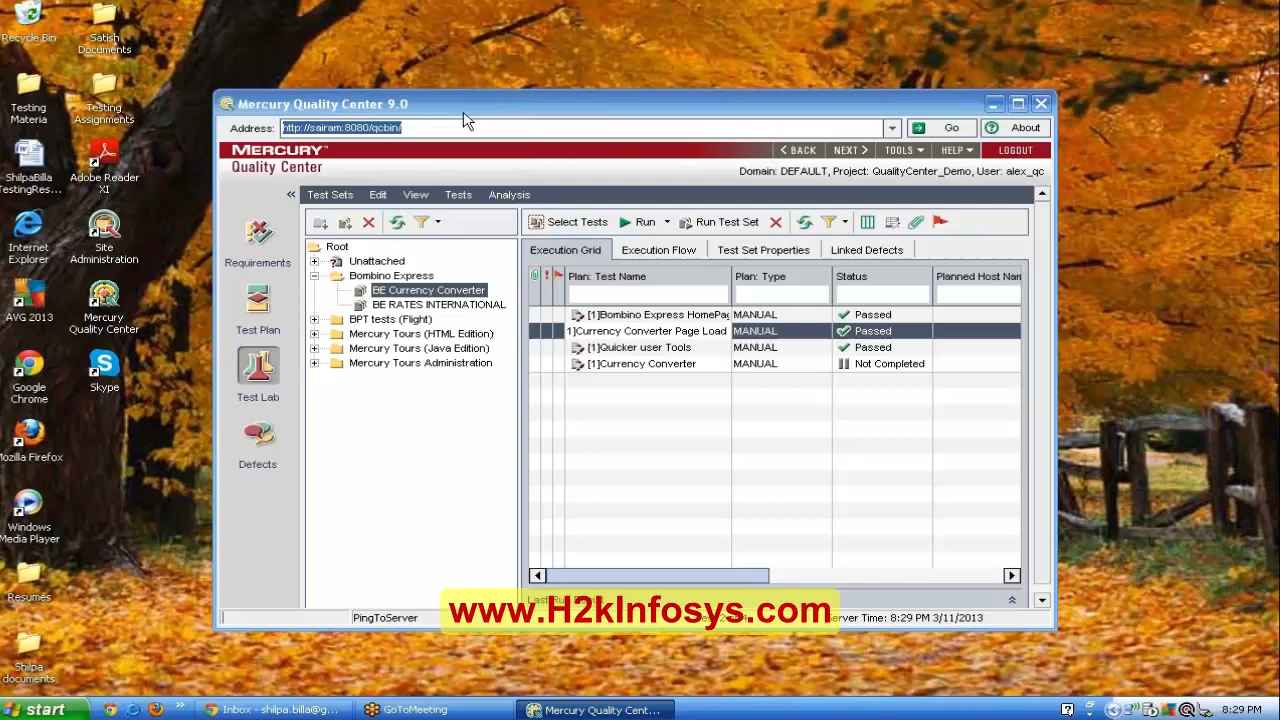 Recycle Bin
Satish
Documents
Testing
Materia
Testing
Assignments
ShilpaBilla
TestingRes...
Adobe Reader
XI
Internet
Explorer
Site
Administration
AVG 2013
Mercury
Quality Center
Google
Chrome
Skype
Mozilla Firefox
Windows
Media Player
Resumes
Shilpa
documents
Mercury Quality Center 9.0
Address: http://sairam:8080/qcbin/
Go
About
MERCURY™
Quality Center
BACK NEXT TOOLS HELP LOGOUT
Domain: DEFAULT, Project: QualityCenter_Demo, User: alex_qc
Test Sets Edit View Tests Analysis
Select Tests Run Run Test Set
Requirements
Test Plan
Test Lab
Defects
Root
Unattached
Bombino Express
BE Currency Converter
BE RATES INTERNATIONAL
BPT tests (Flight)
Mercury Tours (HTML Edition)
Mercury Tours (Java Edition)
Mercury Tours Administration
Execution Grid Execution Flow Test Set Properties Linked Defects
Plan: Test Name Plan: Type Status Planned Host Nam
[1]Bombino Express HomePag MANUAL Passed
1]Currency Converter Page Load MANUAL Passed
[1]Quicker user Tools MANUAL Passed
[1]Currency Converter MANUAL Not Completed
www.H2kInfosys.com
PingToServer
Server Time: 8:29 PM 3/11/2013
start
Inbox - shilpa.billa@g...
GoToMeeting
Mercury Quality Cent...
8:29 PM